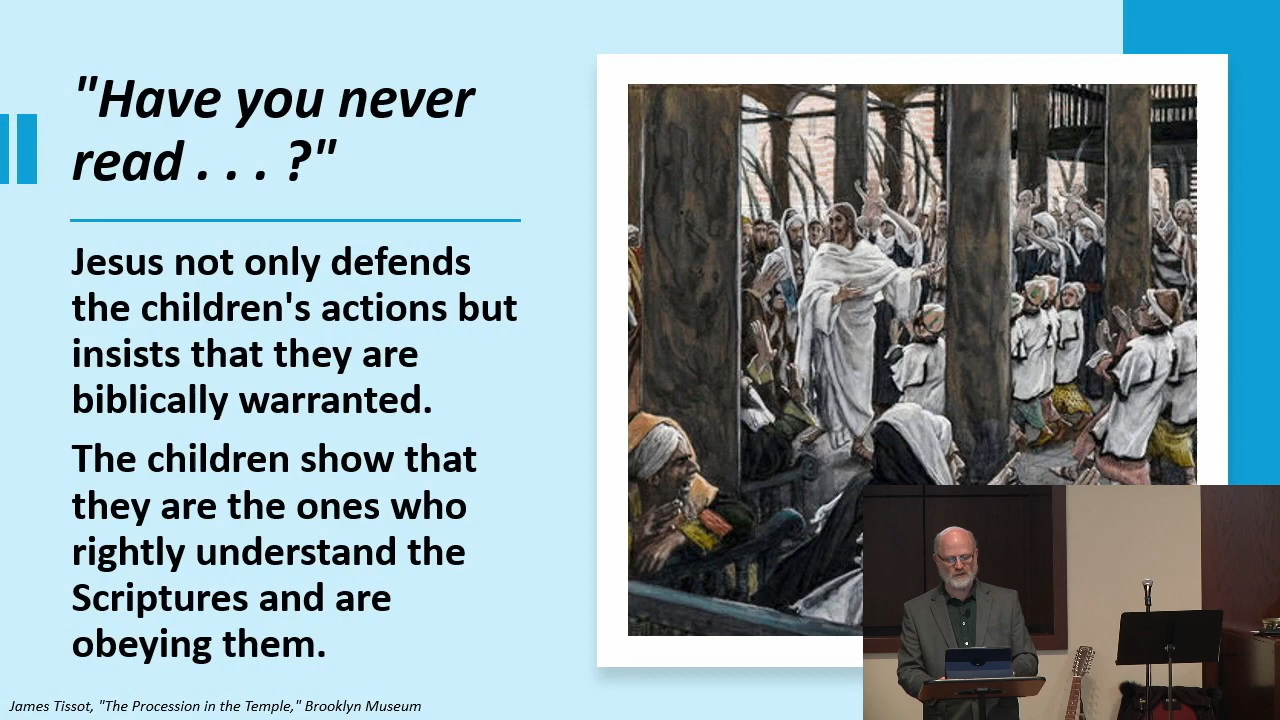 "Have you never
read . . . ?"
Jesus not only defends
the children's actions but
insists that they are
biblically warranted.
The children show that
they are the ones who
rightly understand the
Scriptures and are
obeying them.
James Tissot, "The Procession in the Temple," Brooklyn Museum